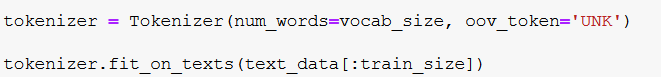 tokenizer = Tokenizer(num_words=vocab_size, oov_token='UNK')
tokenizer.fit_on_texts(text_data[:train_size])